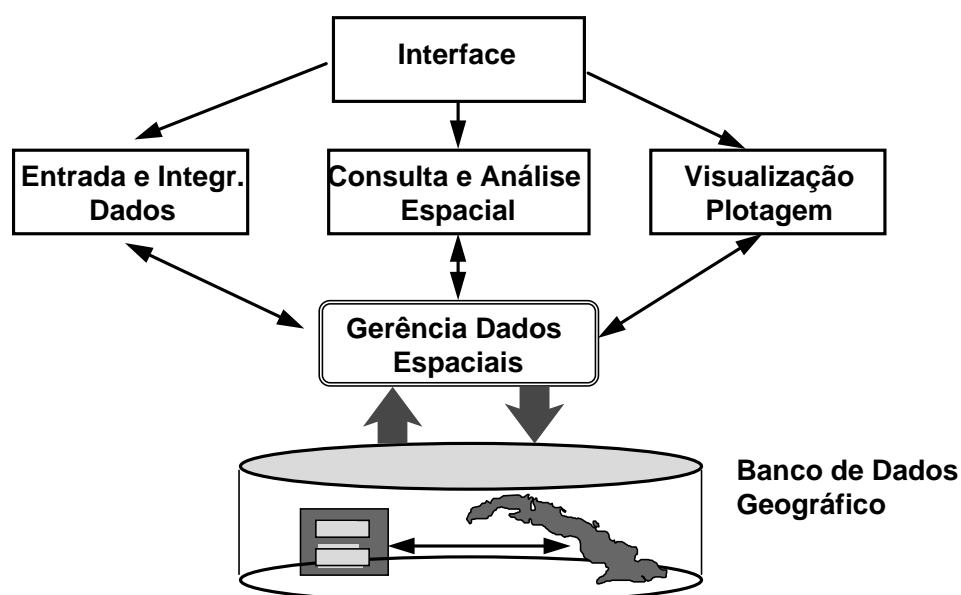 Interface
Entrada e Integr.
Dados
Consulta e Análise
Espacial
Visualização
Plotagem
Gerência Dados
Espaciais
Banco de Dados
Geográfico